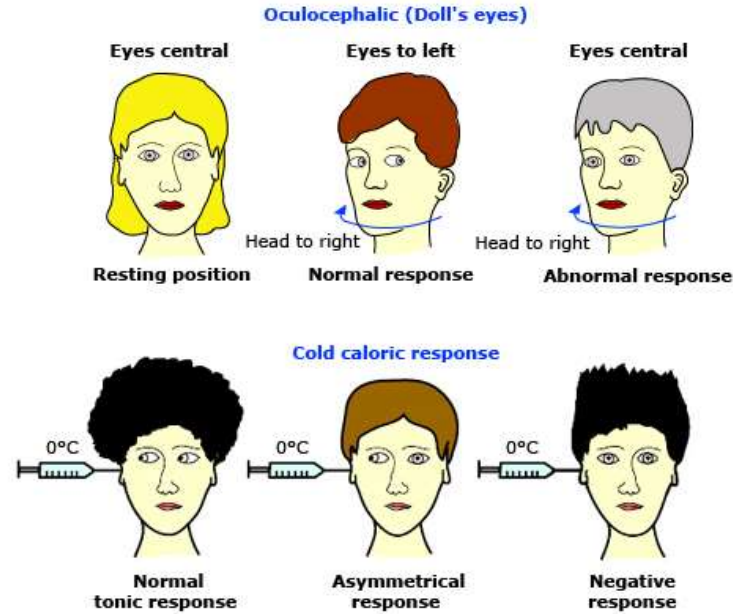 Oculocephalic (Doll's eyes)
Eyes central
Eyes to left
Eyes central
Head to right
Head to right
Resting position
Normal response
Abnormal response
Cold caloric response
0°C
0°C
0°C
Normal
tonic response
Asymmetrical
response
Negative
response